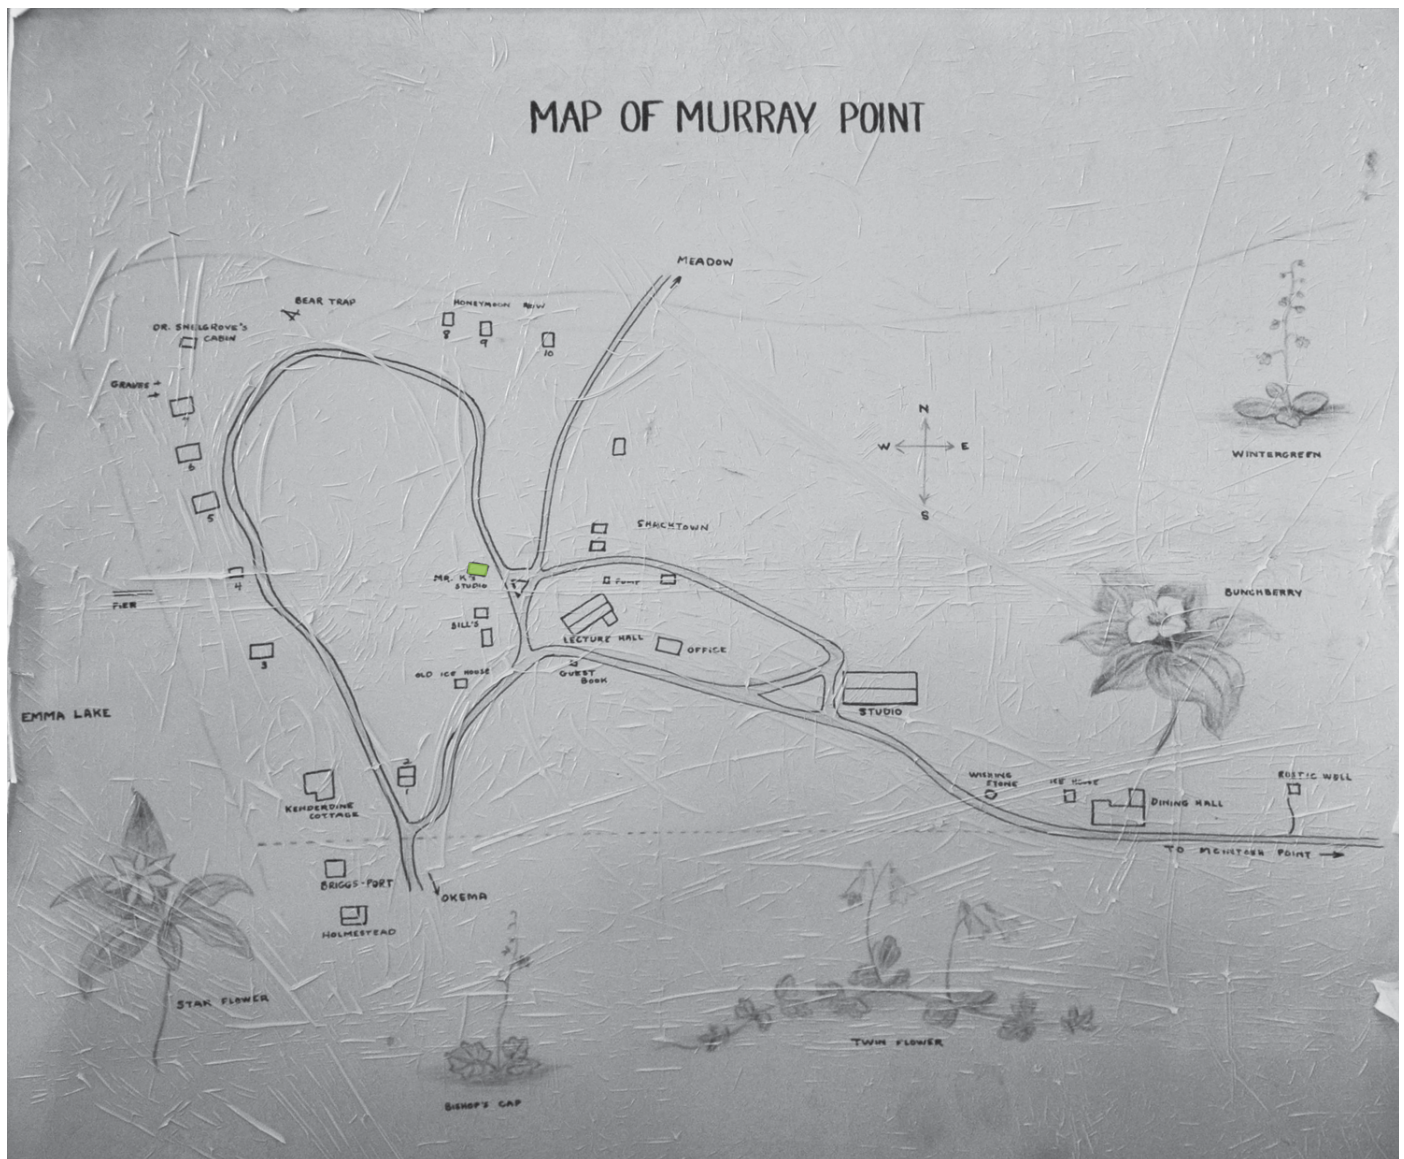 MAP OF MURRAY POINT
MEADOW
BEAR TRAP
HONEYMOON ROW
8
9
10
DR. SNELGROVE'S
CABIN
GRAVES
7
6
5
4
3
N
W E
S
WINTERGREEN
SHACKTOWN
MR. K'S
STUDIO
PUMP
PIER
BUNCHBERRY
SILL'S
LECTURE HALL
OFFICE
OLD ICE HOUSE
GUEST
BOOK
EMMA LAKE
STUDIO
2
1
KENDERDINE
COTTAGE
WISHING
STONE
ICE HOUSE
RUSTIC WELL
DINING HALL
TO MCINTOSH POINT
BRIGGS-PORT
OKEMA
HOLMESTEAD
STAR FLOWER
TWIN FLOWER
BISHOP'S CAP